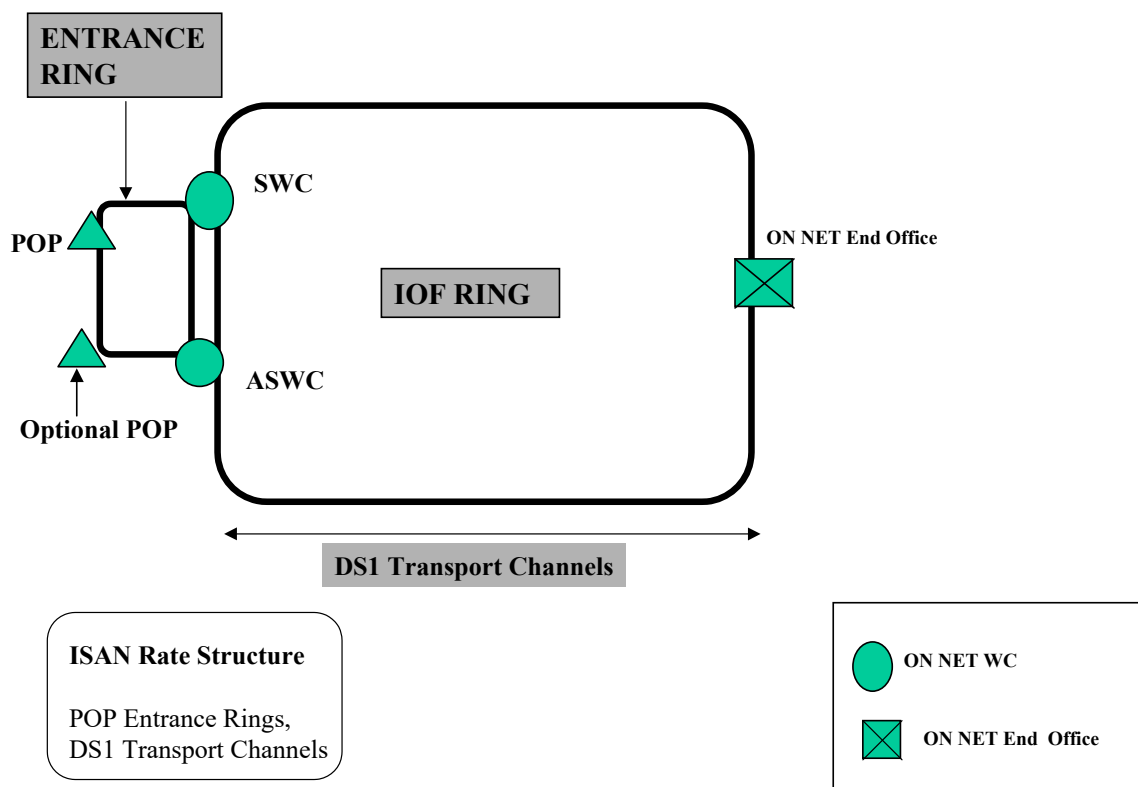 ENTRANCE
RING
SWC
POP
ON NET End Office
IOF RING
ASWC
Optional POP
DS1 Transport Channels
ISAN Rate Structure
POP Entrance Rings,
DS1 Transport Channels
ON NET WC
ON NET End Office